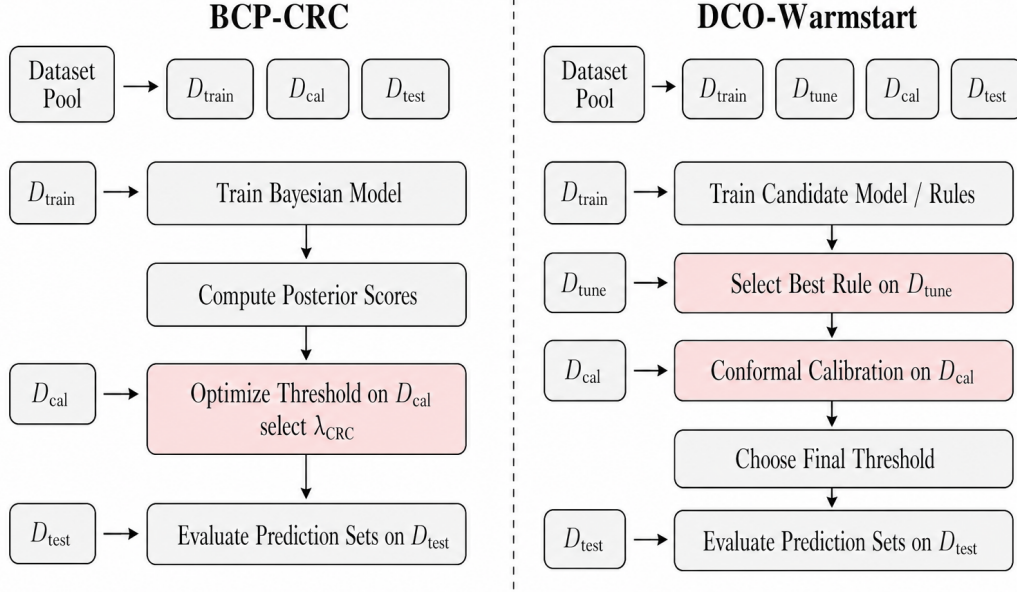 BCP-CRC
Dataset
Pool
D_train
D_cal
D_test
D_train
Train Bayesian Model
Compute Posterior Scores
D_cal
Optimize Threshold on D_cal
select λ_CRC
D_test
Evaluate Prediction Sets on D_test
DCO-Warmstart
Dataset
Pool
D_train
D_tune
D_cal
D_test
D_train
Train Candidate Model / Rules
D_tune
Select Best Rule on D_tune
D_cal
Conformal Calibration on D_cal
Choose Final Threshold
D_test
Evaluate Prediction Sets on D_test